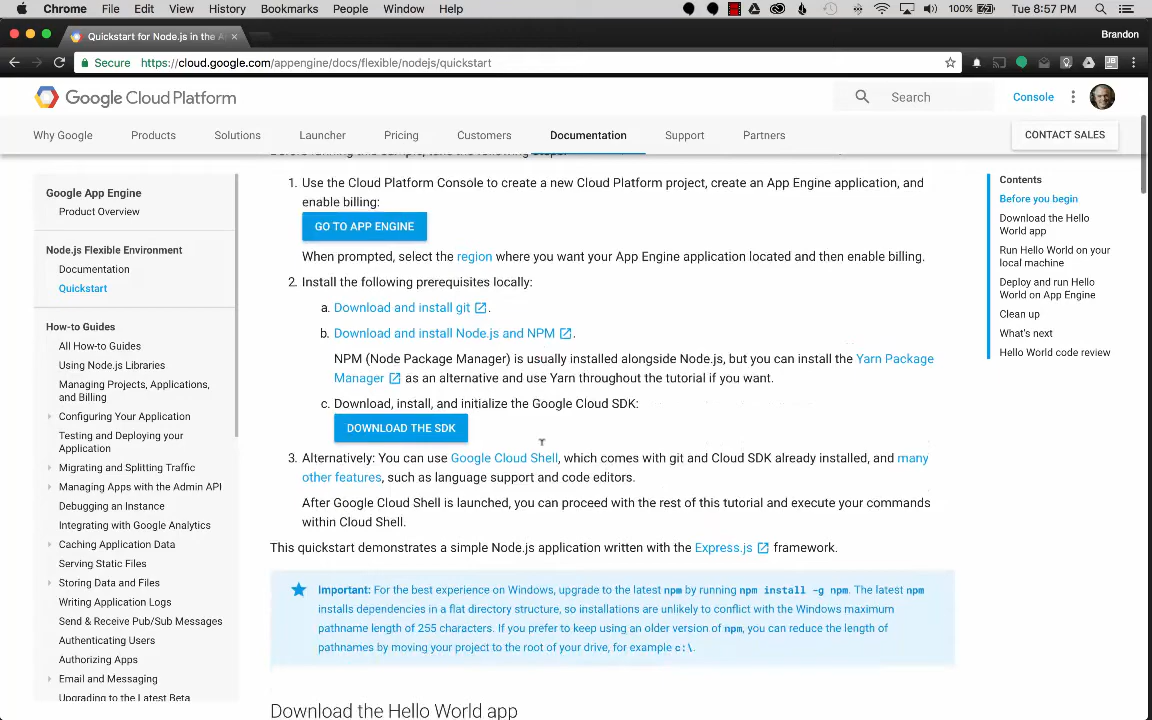 Chrome File Edit View History Bookmarks People Window Help 100% Tue 8:57 PM
Quickstart for Node.js in the A
Brandon
Secure https://cloud.google.com/appengine/docs/flexible/nodejs/quickstart
Google Cloud Platform Search Console
Why Google Products Solutions Launcher Pricing Customers Documentation Support Partners CONTACT SALES
Google App Engine
Product Overview
Node.js Flexible Environment
Documentation
Quickstart
How-to Guides
All How-to Guides
Using Node.js Libraries
Managing Projects, Applications,
and Billing
Configuring Your Application
Testing and Deploying your
Application
Migrating and Splitting Traffic
Managing Apps with the Admin API
Debugging an Instance
Integrating with Google Analytics
Caching Application Data
Serving Static Files
Storing Data and Files
Writing Application Logs
Send & Receive Pub/Sub Messages
Authenticating Users
Authorizing Apps
Email and Messaging
Upgrading to the Latest Beta
Before running this sample, take the following steps:
1. Use the Cloud Platform Console to create a new Cloud Platform project, create an App Engine application, and
enable billing:
GO TO APP ENGINE
When prompted, select the region where you want your App Engine application located and then enable billing.
2. Install the following prerequisites locally:
a. Download and install git.
b. Download and install Node.js and NPM.
NPM (Node Package Manager) is usually installed alongside Node.js, but you can install the Yarn Package
Manager as an alternative and use Yarn throughout the tutorial if you want.
c. Download, install, and initialize the Google Cloud SDK:
DOWNLOAD THE SDK
3. Alternatively: You can use Google Cloud Shell, which comes with git and Cloud SDK already installed, and many
other features, such as language support and code editors.
After Google Cloud Shell is launched, you can proceed with the rest of this tutorial and execute your commands
within Cloud Shell.
This quickstart demonstrates a simple Node.js application written with the Express.js framework.
Important: For the best experience on Windows, upgrade to the latest npm by running npm install -g npm. The latest npm
installs dependencies in a flat directory structure, so installations are unlikely to conflict with the Windows maximum
pathname length of 255 characters. If you prefer to keep using an older version of npm, you can reduce the length of
pathnames by moving your project to the root of your drive, for example c:\.
Download the Hello World app
Contents
Before you begin
Download the Hello
World app
Run Hello World on your
local machine
Deploy and run Hello
World on App Engine
Clean up
What's next
Hello World code review